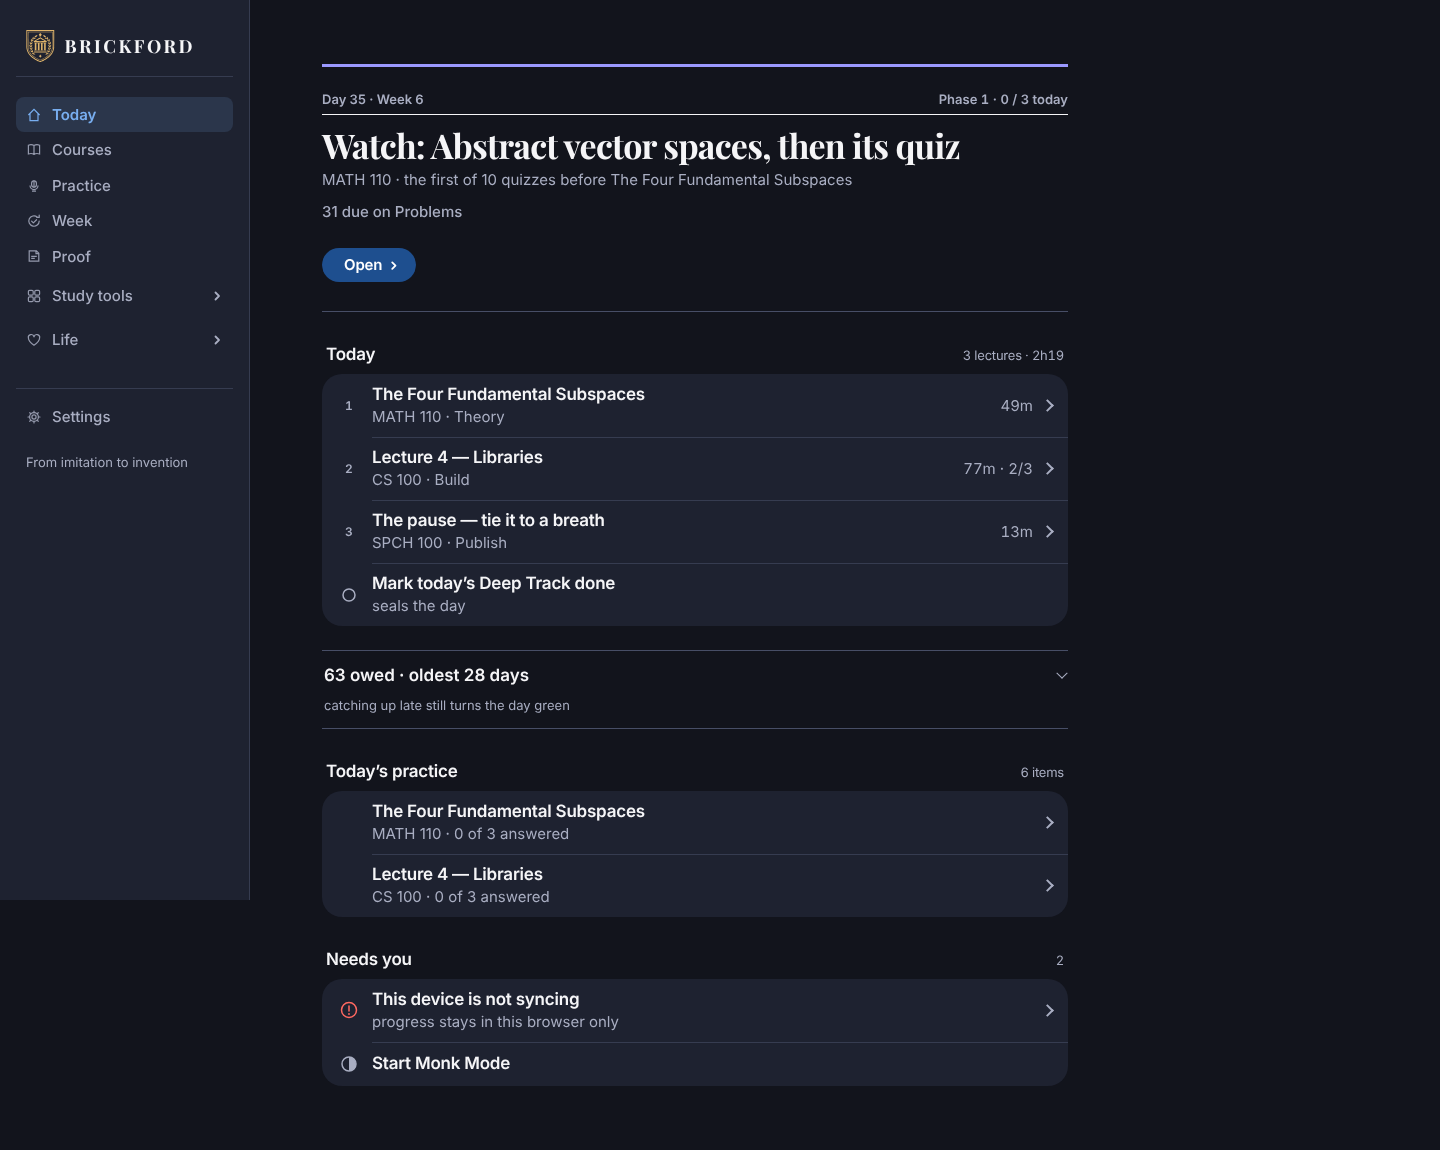 BRICKFORD
Today
Courses
Practice
Week
Proof
Study tools
Life
Settings
From imitation to invention
Day 35 · Week 6
Phase 1 · 0 / 3 today
Watch: Abstract vector spaces, then its quiz
MATH 110 · the first of 10 quizzes before The Four Fundamental Subspaces
31 due on Problems
Open
Today
3 lectures · 2h19
1
The Four Fundamental Subspaces
MATH 110 · Theory
49m
2
Lecture 4 — Libraries
CS 100 · Build
77m · 2/3
3
The pause — tie it to a breath
SPCH 100 · Publish
13m
Mark today’s Deep Track done
seals the day
63 owed · oldest 28 days
catching up late still turns the day green
Today’s practice
6 items
The Four Fundamental Subspaces
MATH 110 · 0 of 3 answered
Lecture 4 — Libraries
CS 100 · 0 of 3 answered
Needs you
2
This device is not syncing
progress stays in this browser only
Start Monk Mode